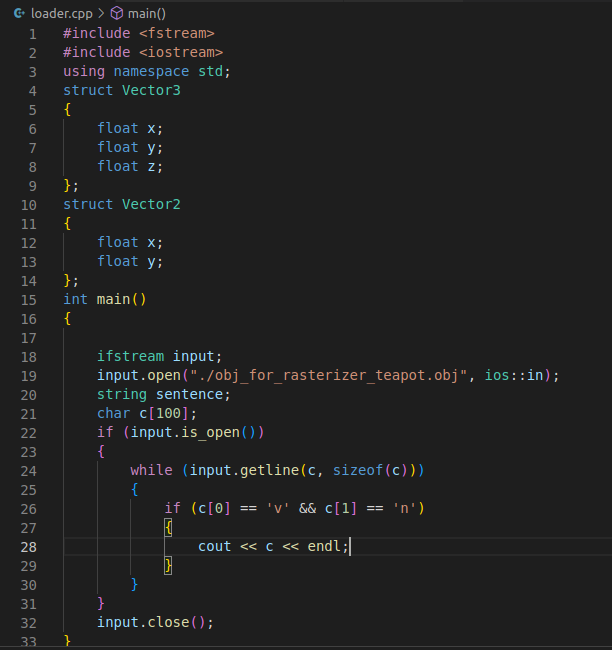 loader.cpp > main()
1 #include <fstream>
2 #include <iostream>
3 using namespace std;
4 struct Vector3
5 {
6     float x;
7     float y;
8     float z;
9 };
10 struct Vector2
11 {
12     float x;
13     float y;
14 };
15 int main()
16 {
17
18     ifstream input;
19     input.open("./obj_for_rasterizer_teapot.obj", ios::in);
20     string sentence;
21     char c[100];
22     if (input.is_open())
23     {
24         while (input.getline(c, sizeof(c)))
25         {
26             if (c[0] == 'v' && c[1] == 'n')
27             {
28                 cout << c << endl;
29             }
30         }
31     }
32     input.close();
33 }